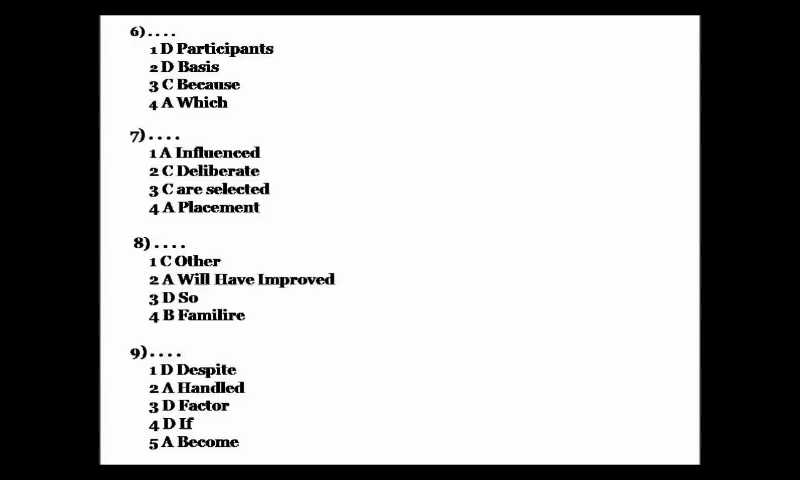 6) . . . .
1 D Participants
2 D Basis
3 C Because
4 A Which
7) . . . .
1 A Influenced
2 C Deliberate
3 C are selected
4 A Placement
8) . . . .
1 C Other
2 A Will Have Improved
3 D So
4 B Familire
9) . . . .
1 D Despite
2 A Handled
3 D Factor
4 D If
5 A Become